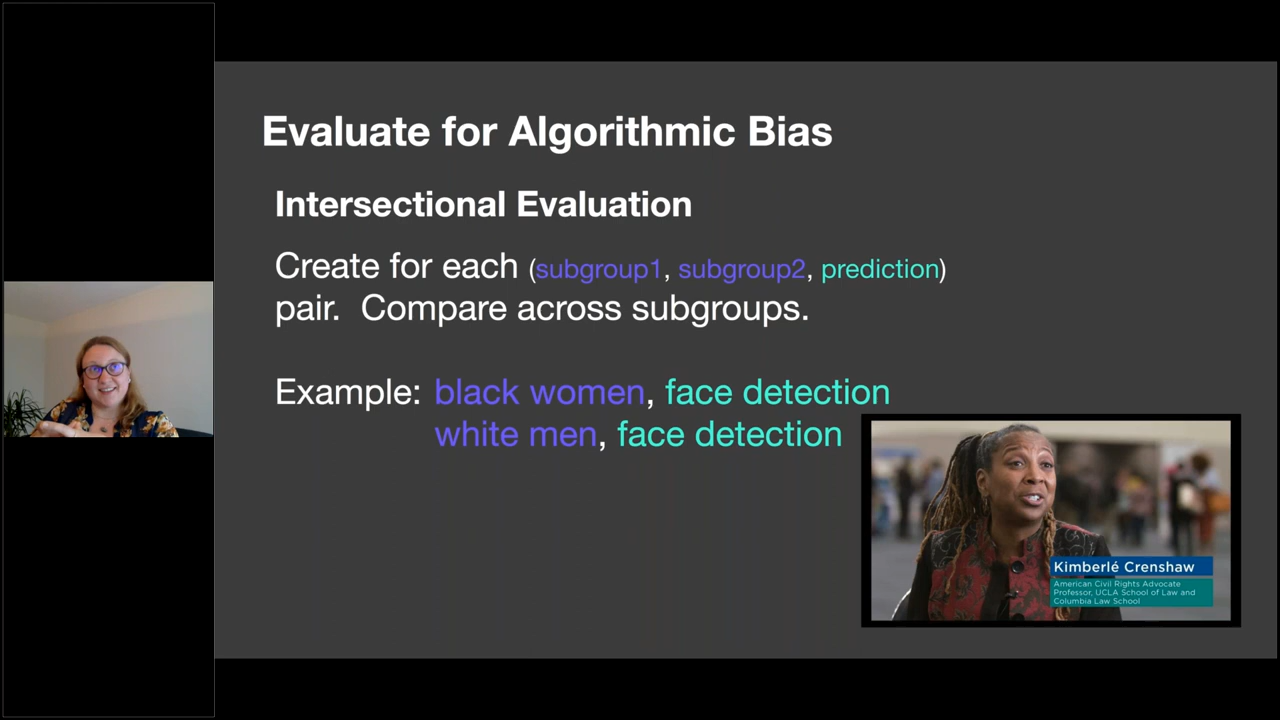 Evaluate for Algorithmic Bias
Intersectional Evaluation
Create for each (subgroup1, subgroup2, prediction)
pair. Compare across subgroups.
Example: black women, face detection
white men, face detection
Kimberlé Crenshaw
American Civil Rights Advocate
Professor, UCLA School of Law and
Columbia Law School